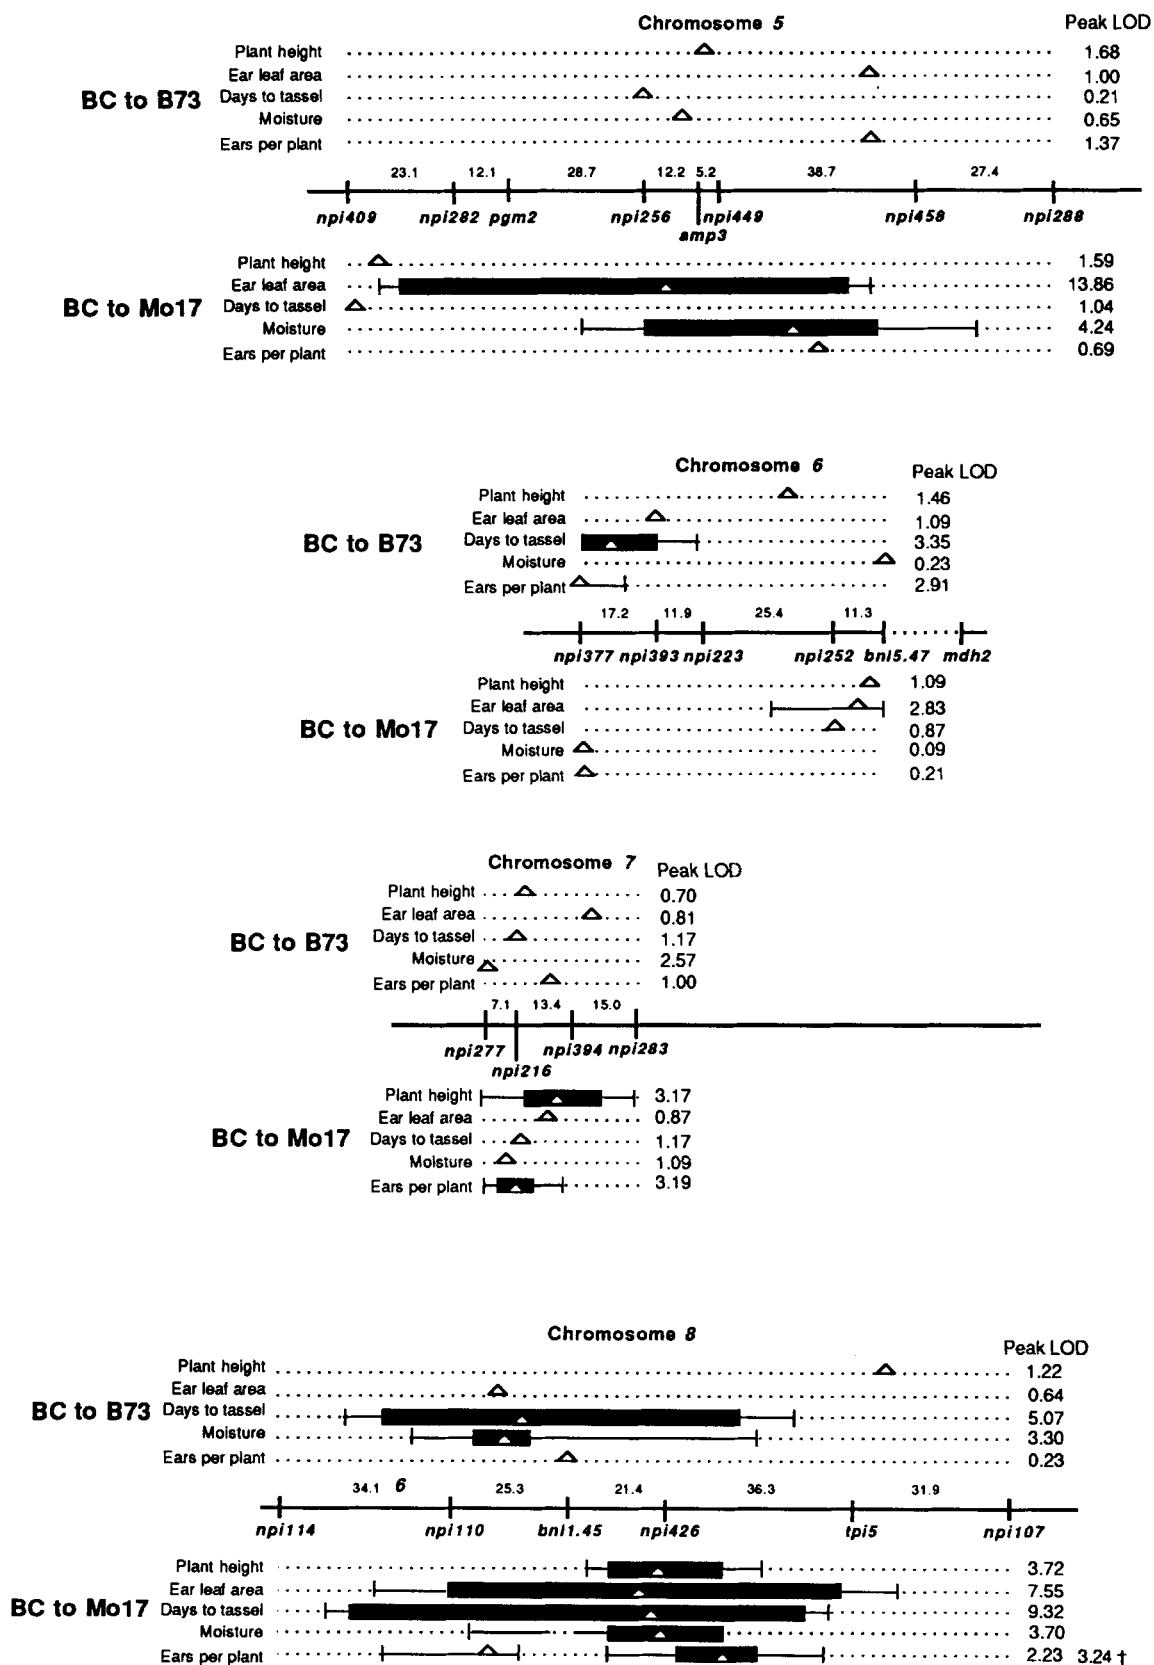 Chromosome 5 Peak LOD
BC to B73
Plant height 1.68
Ear leaf area 1.00
Days to tassel 0.21
Moisture 0.65
Ears per plant 1.37
23.1 12.1 28.7 12.2 5.2 38.7 27.4
npi409 npi282 pgm2 npi256 npi449 npi458 npi288
amp3
BC to Mo17
Plant height 1.59
Ear leaf area 13.86
Days to tassel 1.04
Moisture 4.24
Ears per plant 0.69
Chromosome 6 Peak LOD
BC to B73
Plant height 1.46
Ear leaf area 1.09
Days to tassel 3.35
Moisture 0.23
Ears per plant 2.91
17.2 11.9 25.4 11.3
npi377 npi393 npi223 npi252 bnl5.47 mdh2
BC to Mo17
Plant height 1.09
Ear leaf area 2.83
Days to tassel 0.87
Moisture 0.09
Ears per plant 0.21
Chromosome 7 Peak LOD
BC to B73
Plant height 0.70
Ear leaf area 0.81
Days to tassel 1.17
Moisture 2.57
Ears per plant 1.00
7.1 13.4 15.0
npi277 npi394 npi283
npi216
BC to Mo17
Plant height 3.17
Ear leaf area 0.87
Days to tassel 1.17
Moisture 1.09
Ears per plant 3.19
Chromosome 8
Peak LOD
BC to B73
Plant height 1.22
Ear leaf area 0.64
Days to tassel 5.07
Moisture 3.30
Ears per plant 0.23
34.1 6 25.3 21.4 36.3 31.9
npi114 npi110 bnl1.45 npi426 tpi5 npi107
BC to Mo17
Plant height 3.72
Ear leaf area 7.55
Days to tassel 9.32
Moisture 3.70
Ears per plant 2.23 3.24 †